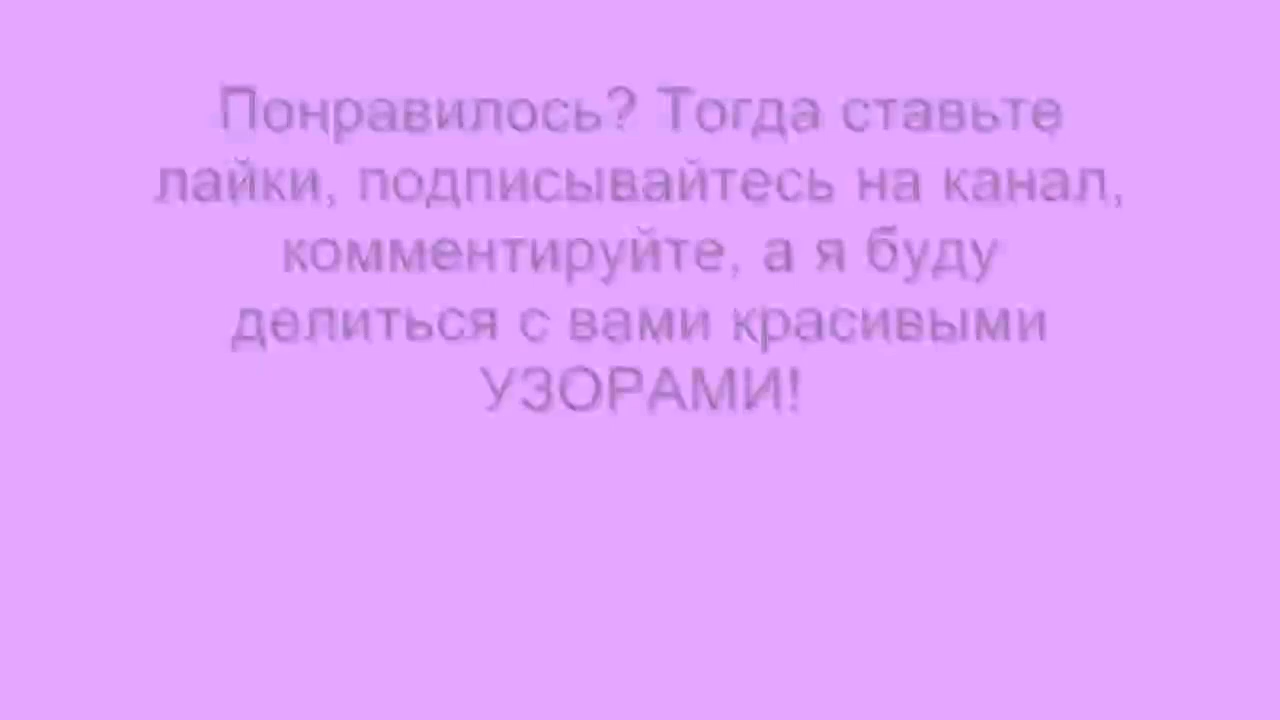 Понравилось? Тогда ставьте
лайки, подписывайтесь на канал,
комментируйте, а я буду
делиться с вами красивыми
УЗОРАМИ!